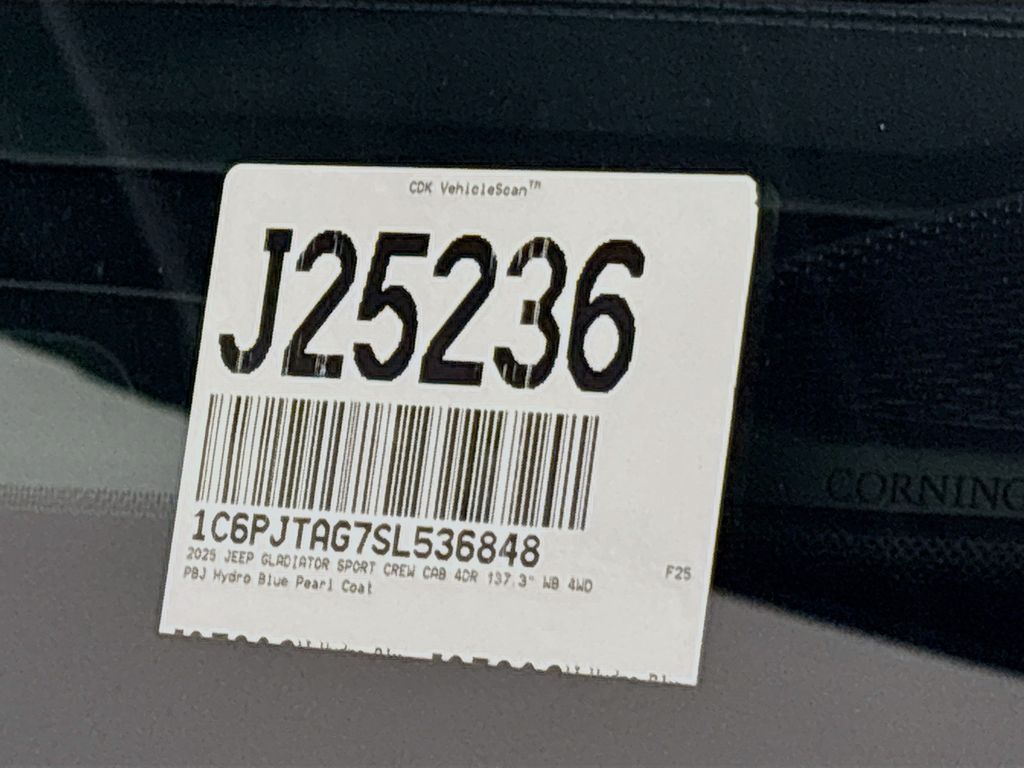 CDK VehicleScan™
J25236
1C6PJTAG7SL536848
2025 JEEP GLADIATOR SPORT CREW CAB 4DR 137.3" WB 4WD
F25
PBJ Hydro Blue Pearl Coat
CORNING